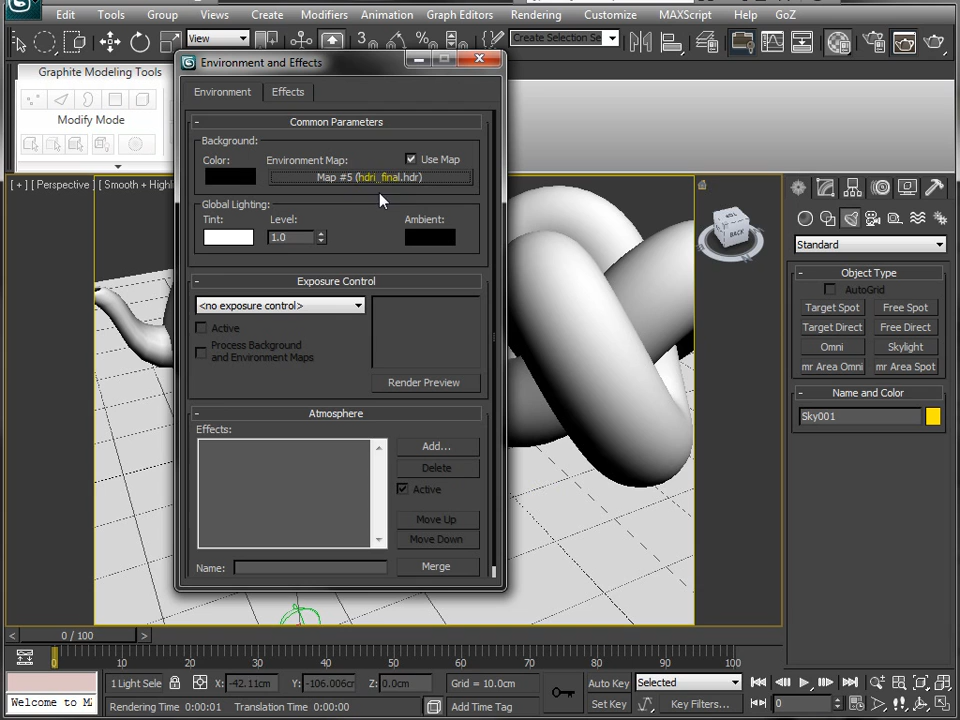 Edit Tools Group Views Create Modifiers Animation Graph Editors Rendering Customize MAXScript Help GoZ
View
3
%
Create Selection Se
Graphite Modeling Tools
Modify Mode
Environment and Effects
Environment Effects
- Common Parameters
Background:
Color: Environment Map: Use Map
Map #5 (hdri_final.hdr)
Global Lighting:
Tint: Level: Ambient:
1.0
- Exposure Control
<no exposure control>
Active
Process Background
and Environment Maps
Render Preview
- Atmosphere
Effects:
Add...
Delete
Active
Move Up
Move Down
Name:
Merge
[ + ] [ Perspective ] [ Smooth + Highl
BACK
Standard
- Object Type
AutoGrid
Target Spot Free Spot
Target Direct Free Direct
Omni Skylight
mr Area Omni mr Area Spot
- Name and Color
Sky001
< 0 / 100 >
0 10 20 30 40 50 60 70 80 90 100
1 Light Sele X: -42.11cm Y: -106.006cm Z: 0.0cm Grid = 10.0cm Auto Key Selected
Welcome to MA Rendering Time 0:00:01 Translation Time 0:00:00 Add Time Tag Set Key Key Filters... 0